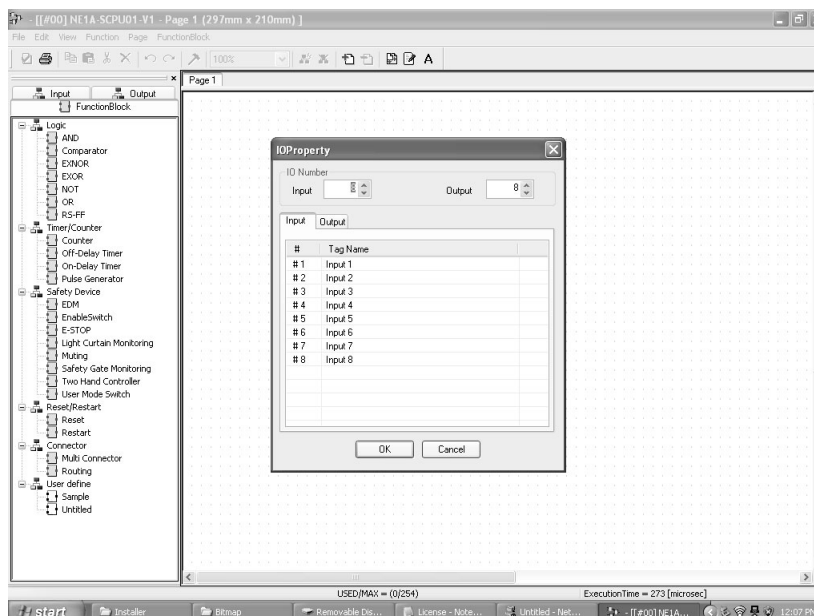 - [[#00] NE1A-SCPU01-V1 - Page 1 (297mm x 210mm) ]
File Edit View Function Page FunctionBlock
100%
Page 1
Input Output
FunctionBlock
Logic
AND
Comparator
EXNOR
EXOR
NOT
OR
RS-FF
Timer/Counter
Counter
Off-Delay Timer
On-Delay Timer
Pulse Generator
Safety Device
EDM
EnableSwitch
E-STOP
Light Curtain Monitoring
Muting
Safety Gate Monitoring
Two Hand Controller
User Mode Switch
Reset/Restart
Reset
Restart
Connector
Multi Connector
Routing
User define
Sample
Untitled
IOProperty
IO Number
Input 8 Output 8
Input Output
# Tag Name
# 1 Input 1
# 2 Input 2
# 3 Input 3
# 4 Input 4
# 5 Input 5
# 6 Input 6
# 7 Input 7
# 8 Input 8
OK Cancel
USED/MAX = (0/254) ExecutionTime = 273 [microsec]
start Installer Bitmap Removable Dis... License - Note... Untitled - Net... - [[#00] NE1A... 12:07 PM